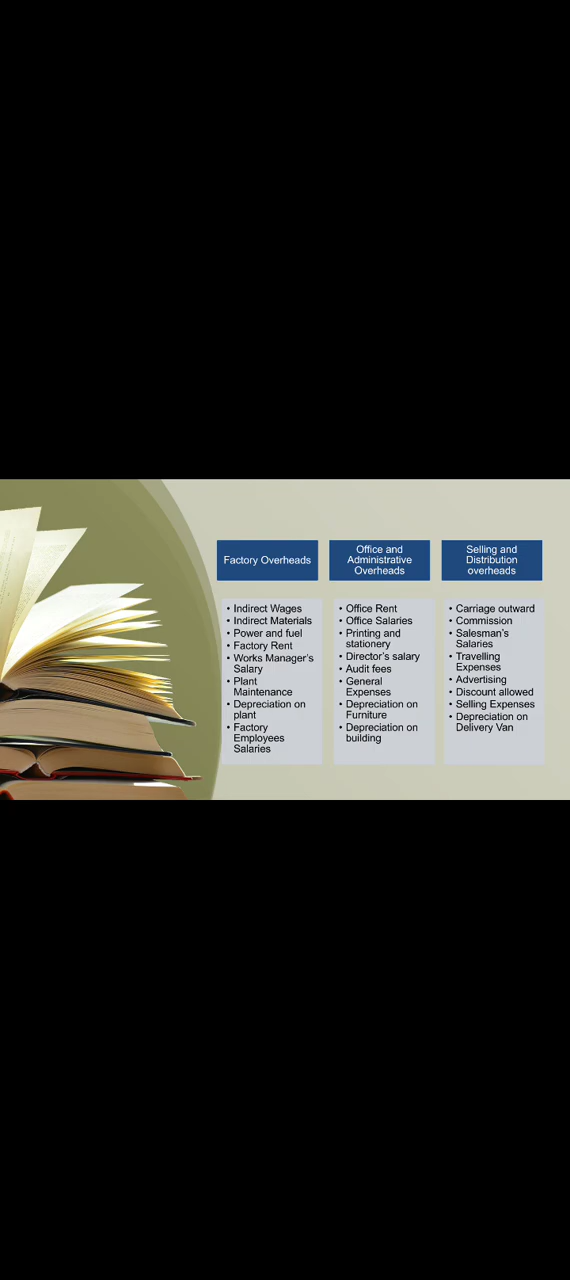 Factory Overheads
• Indirect Wages
• Indirect Materials
• Power and fuel
• Factory Rent
• Works Manager's
Salary
• Plant
Maintenance
• Depreciation on
plant
• Factory
Employees
Salaries
Office and
Administrative
Overheads
• Office Rent
• Office Salaries
• Printing and
stationery
• Director's salary
• Audit fees
• General
Expenses
• Depreciation on
Furniture
• Depreciation on
building
Selling and
Distribution
overheads
• Carriage outward
• Commission
• Salesman's
Salaries
• Travelling
Expenses
• Advertising
• Discount allowed
• Selling Expenses
• Depreciation on
Delivery Van